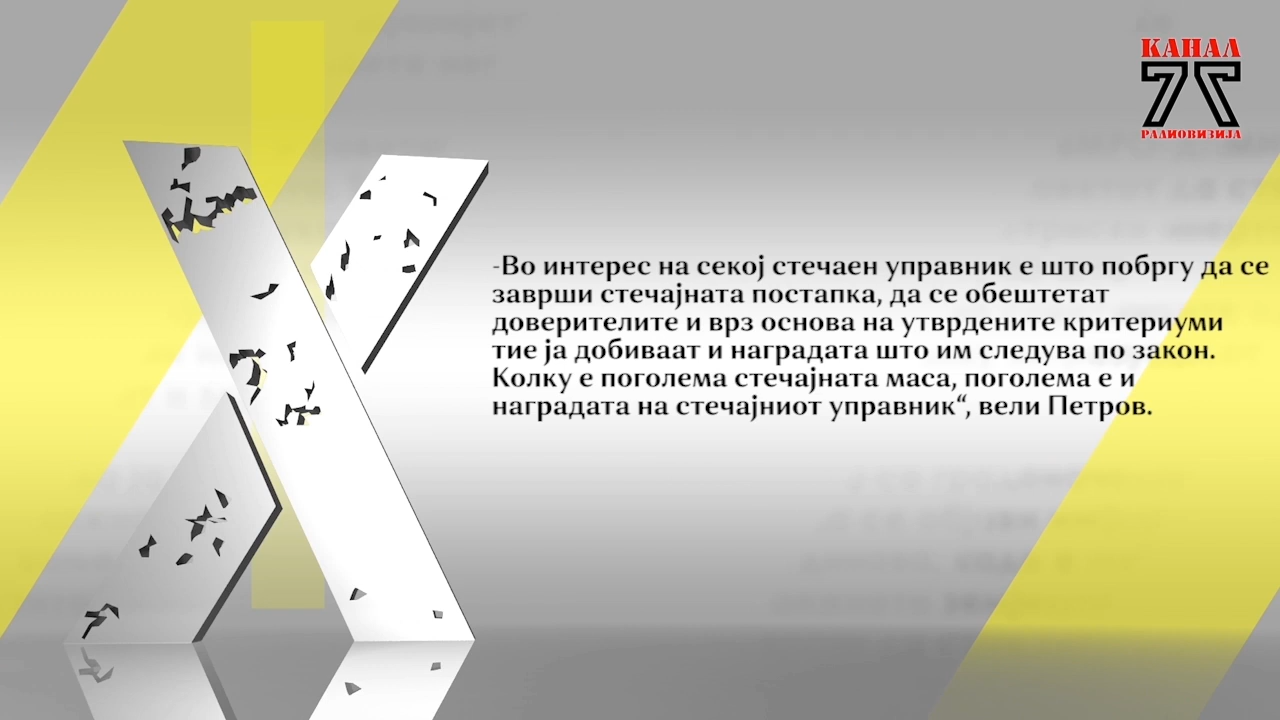 КАНАЛ
77
РАДИОВИЗИЈА
-Во интерес на секој стечаен управник е што побргу да се
заврши стечајната постапка, да се обештетат
доверителите и врз основа на утврдените критериуми
тие ја добиваат и наградата што им следува по закон.
Колку е поголема стечајната маса, поголема е и
наградата на стечајниот управник“, вели Петров.